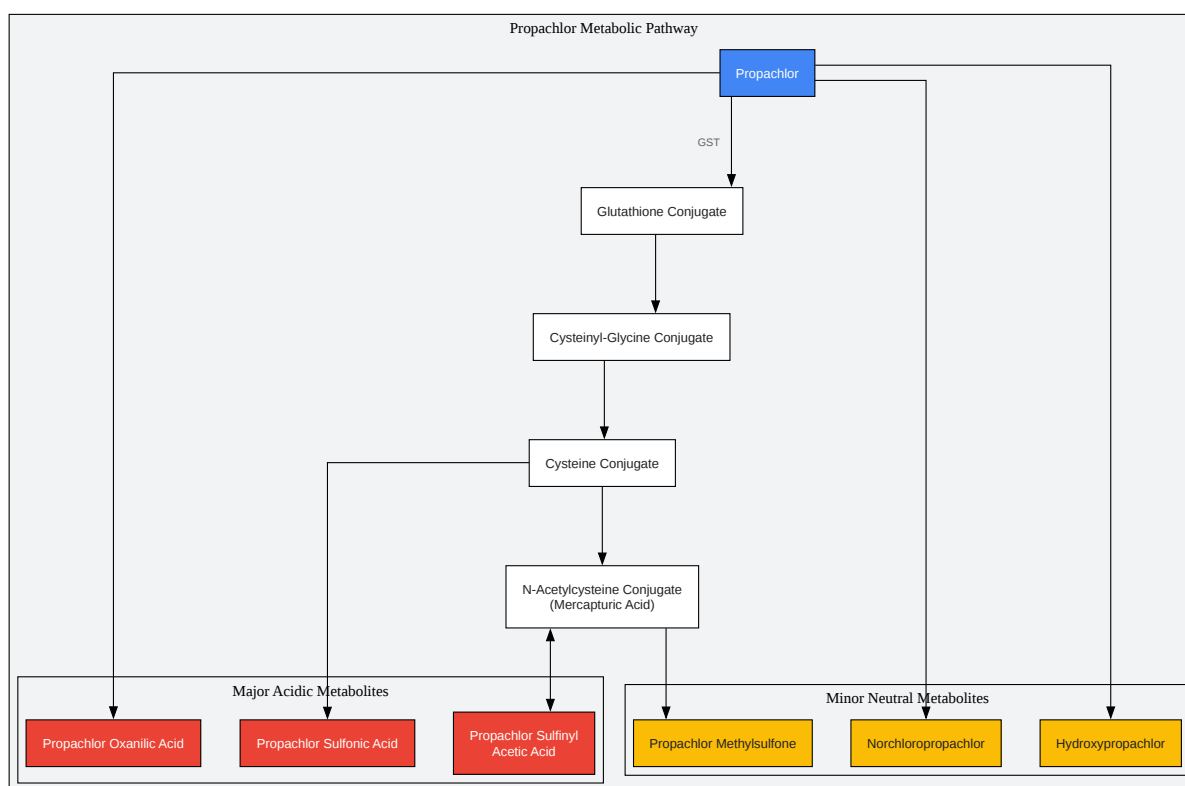 Propachlor Metabolic Pathway
Propachlor
GST
Glutathione Conjugate
Cysteinyl-Glycine Conjugate
Cysteine Conjugate
N-Acetylcysteine Conjugate
(Mercapturic Acid)
Major Acidic Metabolites
Propachlor Oxanilic Acid
Propachlor Sulfonic Acid
Propachlor Sulfinyl
Acetic Acid
Minor Neutral Metabolites
Propachlor Methylsulfone
Norchloropropachlor
Hydroxypropachlor